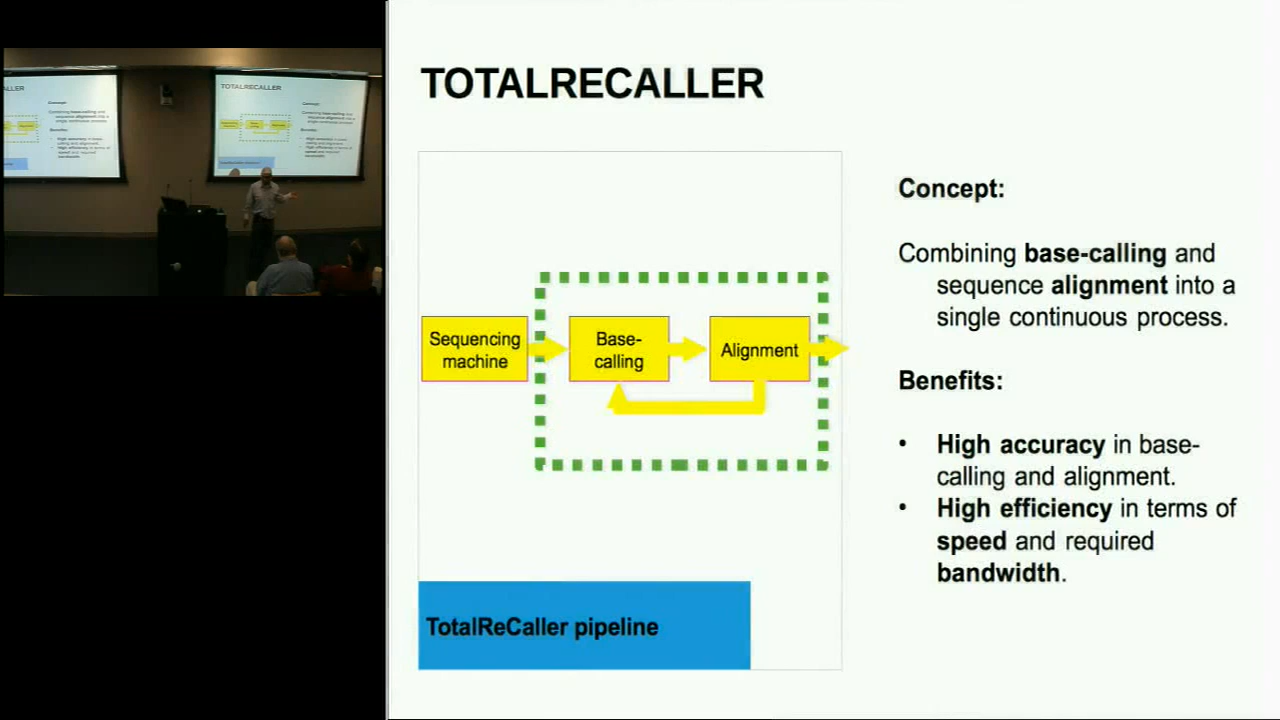 TOTALRECALLER
Sequencing
machine
Base-
calling
Alignment
TotalReCaller pipeline
Concept:
Combining base-calling and
sequence alignment into a
single continuous process.
Benefits:
• High accuracy in base-
calling and alignment.
• High efficiency in terms of
speed and required
bandwidth.